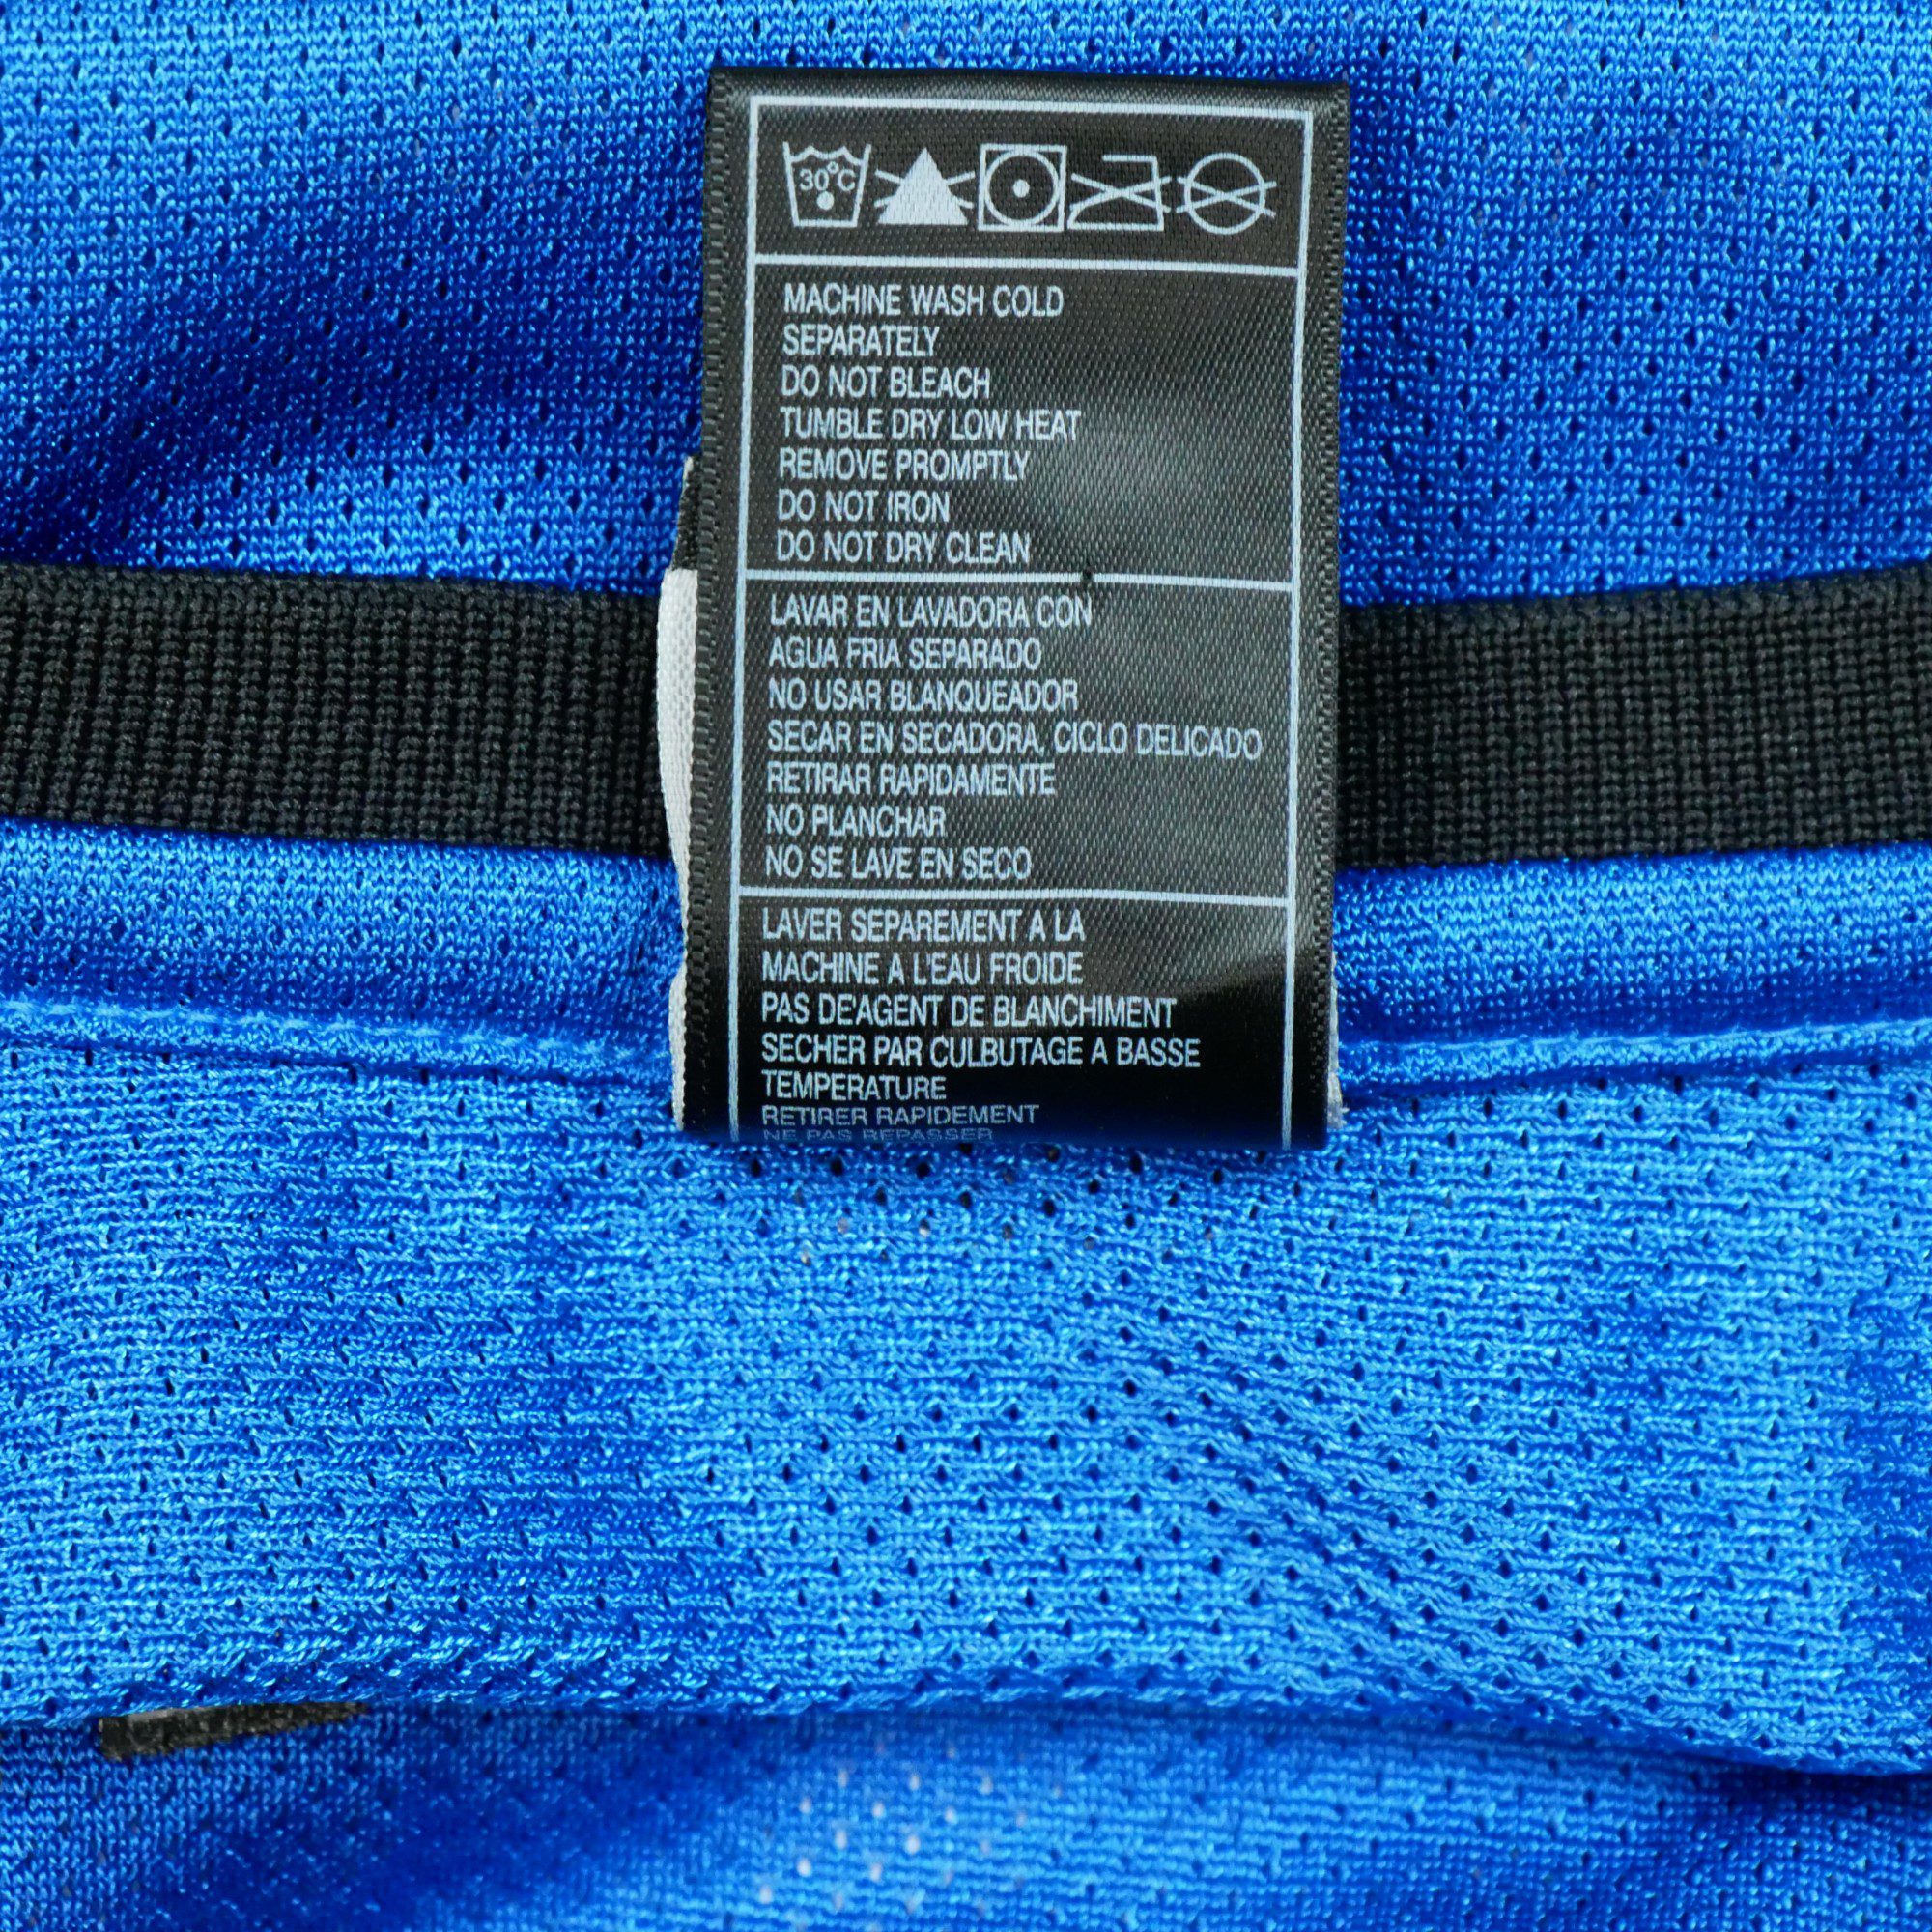 30°C
MACHINE WASH COLD
SEPARATELY
DO NOT BLEACH
TUMBLE DRY LOW HEAT
REMOVE PROMPTLY
DO NOT IRON
DO NOT DRY CLEAN
LAVAR EN LAVADORA CON
AGUA FRIA SEPARADO
NO USAR BLANQUEADOR
SECAR EN SECADORA, CICLO DELICADO
RETIRAR RAPIDAMENTE
NO PLANCHAR
NO SE LAVE EN SECO
LAVER SEPAREMENT A LA
MACHINE A L'EAU FROIDE
PAS DE'AGENT DE BLANCHIMENT
SECHER PAR CULBUTAGE A BASSE
TEMPERATURE
RETIRER RAPIDEMENT
NE PAS REPASSER